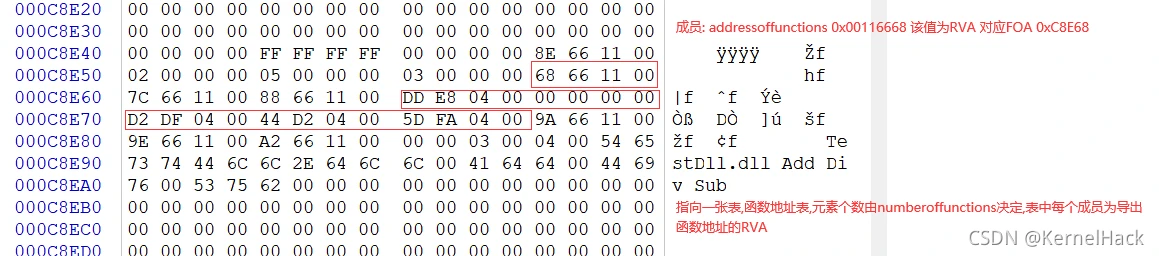 000C8E20 00 00 00 00 00 00 00 00 00 00 00 00 00 00 00 00
000C8E30 00 00 00 00 00 00 00 00 00 00 00 00 00 00 00 00
成员: addressoffunctions 0x00116668 该值为RVA 对应FOA 0xC8E68
000C8E40 00 00 00 00 FF FF FF FF 00 00 00 00 8E 66 11 00 ÿÿÿÿ Žf
000C8E50 02 00 00 00 05 00 00 00 03 00 00 00 68 66 11 00 hf
000C8E60 7C 66 11 00 88 66 11 00 DD E8 04 00 00 00 00 00 |f ˆf Ýè
000C8E70 D2 DF 04 00 44 D2 04 00 5D FA 04 00 9A 66 11 00 Òß DÒ ]ú šf
000C8E80 9E 66 11 00 A2 66 11 00 00 00 03 00 04 00 54 65 žf ¢f Te
000C8E90 73 74 44 6C 6C 2E 64 6C 6C 00 41 64 64 00 44 69 stDll.dll Add Di
000C8EA0 76 00 53 75 62 00 00 00 00 00 00 00 00 00 00 00 v Sub
000C8EB0 00 00 00 00 00 00 00 00 00 00 00 00 00 00 00 00
000C8EC0 00 00 00 00 00 00 00 00 00 00 00 00 00 00 00 00
000C8ED0 00 00 00 00 00 00 00 00 00 00 00 00 00 00 00 00
指向一张表,函数地址表,元素个数由numberoffunctions决定,表中每个成员为导出
函数地址的RVA
CSDN @KernelHack